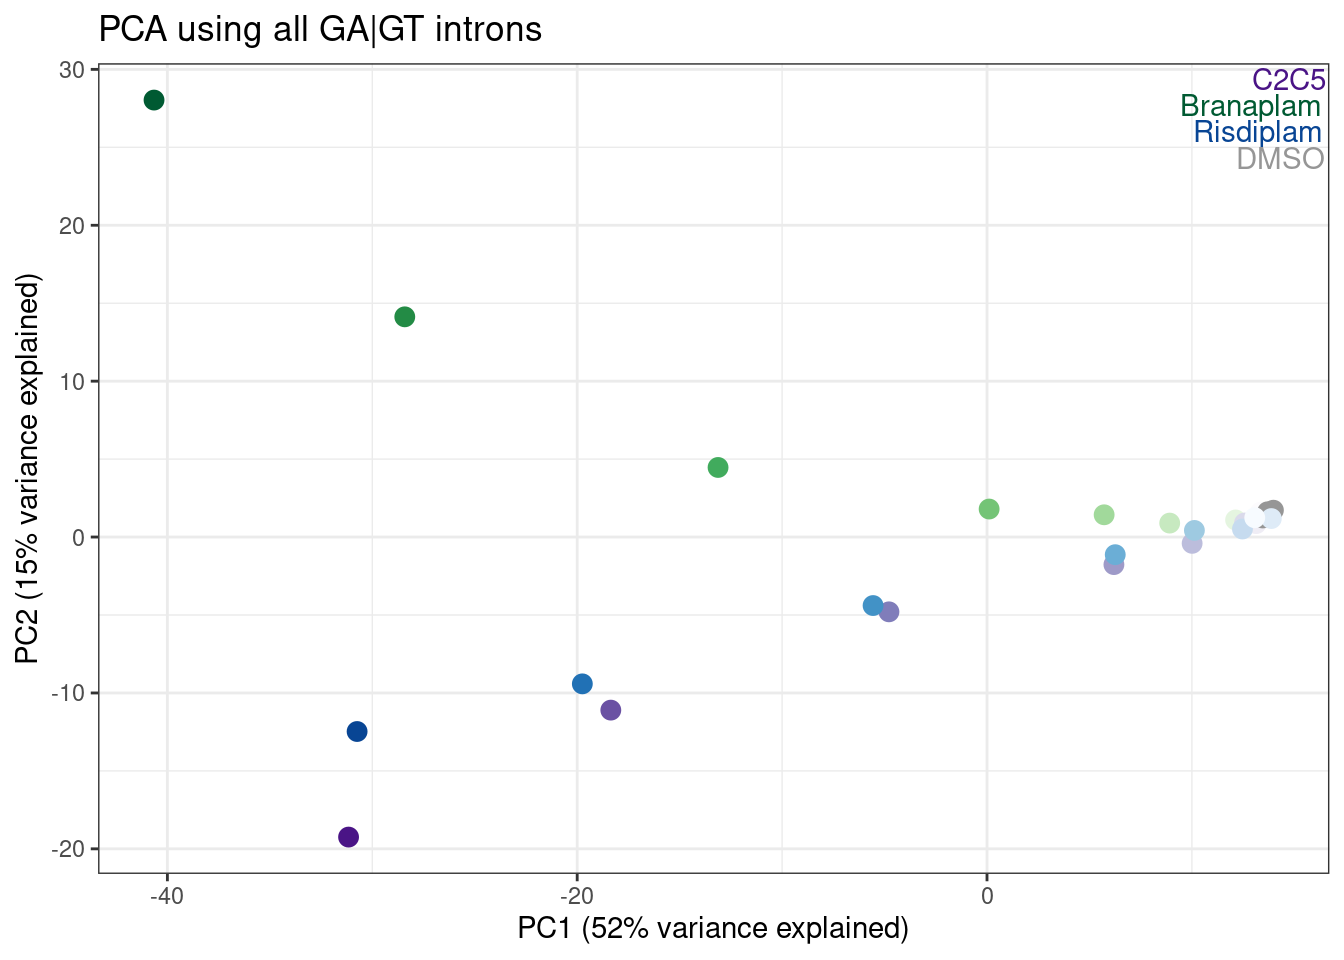 PCA using all GA|GT introns
C2C5
Branaplam
Risdiplam
DMSO
30
20
10
0
-10
-20
PC2 (15% variance explained)
-40
-20
0
PC1 (52% variance explained)